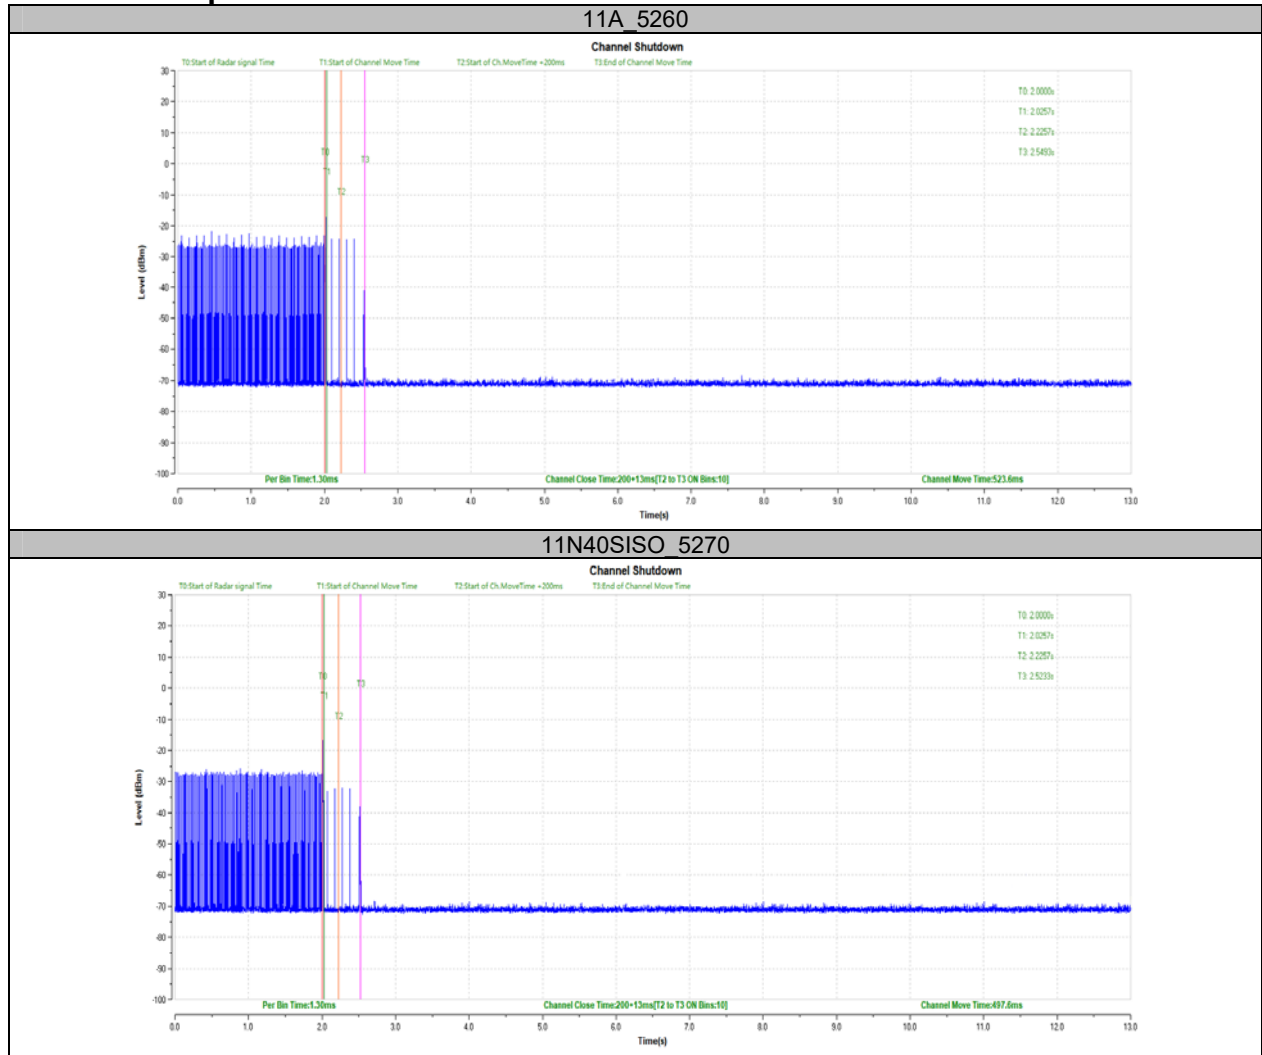 11A_5260
Channel Shutdown
T0:Start of Radar signal Time T1:Start of Channel Move Time T2:Start of Ch.MoveTime +200ms T3:End of Channel Move Time
30
20
10
0
-10
-20
-30
-40
-50
-60
-70
-80
-90
-100
Level (dBm)
T0: 2.0000s
T1: 2.0257s
T2: 2.2257s
T3: 2.5493s
T0
T1
T2
T3
Per Bin Time:1.30ms Channel Close Time:200+13ms[T2 to T3 ON Bins:10] Channel Move Time:523.6ms
0.0 1.0 2.0 3.0 4.0 5.0 6.0 7.0 8.0 9.0 10.0 11.0 12.0 13.0
Time(s)
11N40SISO_5270
Channel Shutdown
T0:Start of Radar signal Time T1:Start of Channel Move Time T2:Start of Ch.MoveTime +200ms T3:End of Channel Move Time
30
20
10
0
-10
-20
-30
-40
-50
-60
-70
-80
-90
-100
Level (dBm)
T0: 2.0000s
T1: 2.0257s
T2: 2.2257s
T3: 2.5233s
T0
T1
T2
T3
Per Bin Time:1.30ms Channel Close Time:200+13ms[T2 to T3 ON Bins:10] Channel Move Time:497.6ms
0.0 1.0 2.0 3.0 4.0 5.0 6.0 7.0 8.0 9.0 10.0 11.0 12.0 13.0
Time(s)